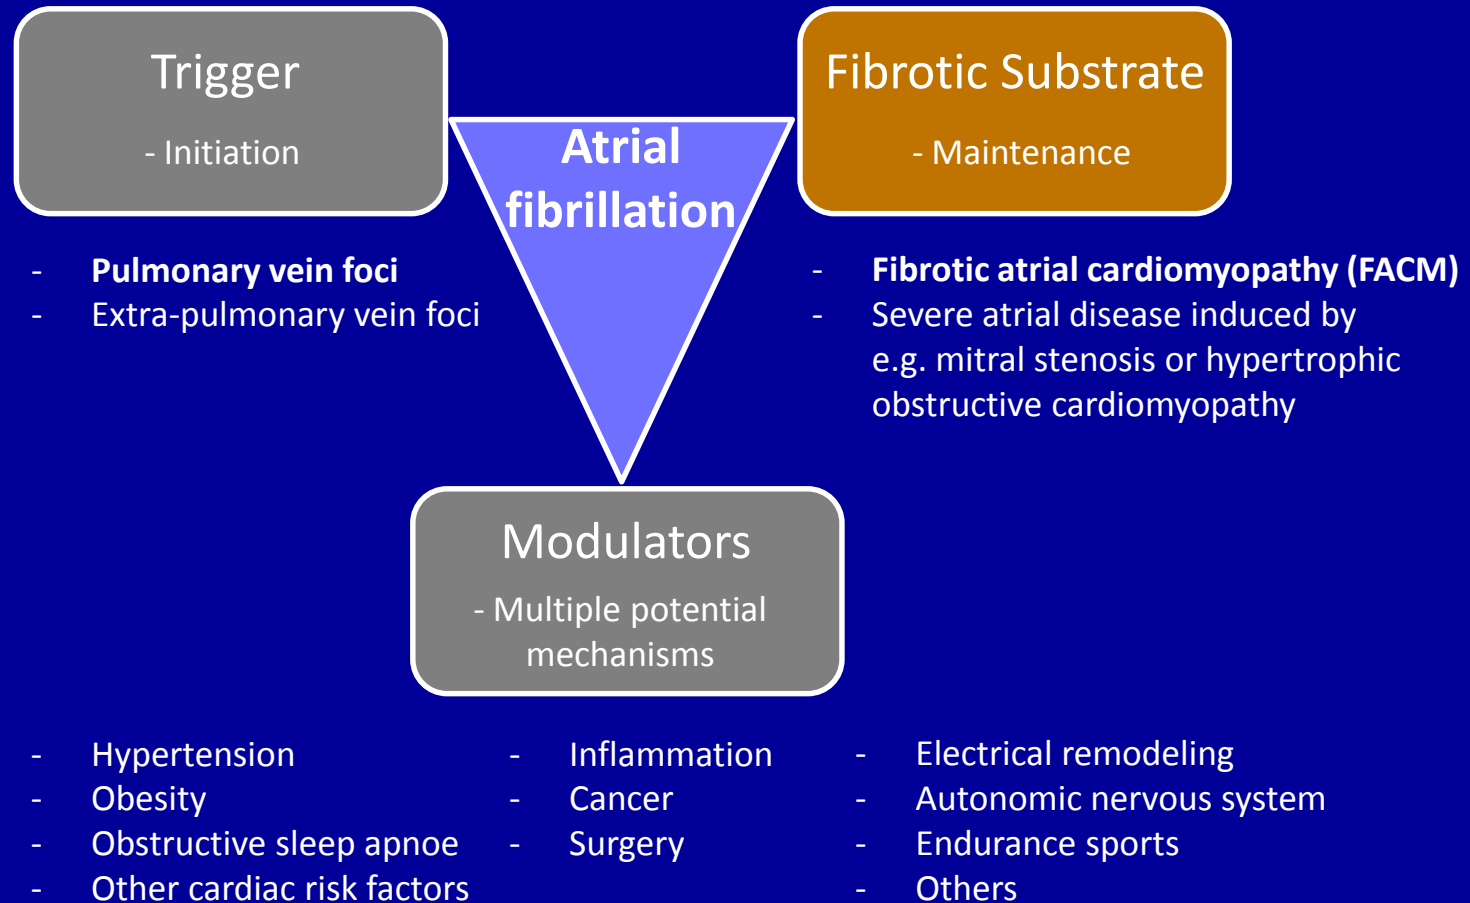 Trigger
- Initiation
Atrial
fibrillation
Fibrotic Substrate
- Maintenance
- Pulmonary vein foci
- Extra-pulmonary vein foci
- Fibrotic atrial cardiomyopathy (FACM)
- Severe atrial disease induced by
e.g. mitral stenosis or hypertrophic
obstructive cardiomyopathy
Modulators
- Multiple potential
mechanisms
- Hypertension
- Obesity
- Obstructive sleep apnoe
- Other cardiac risk factors
- Inflammation
- Cancer
- Surgery
- Electrical remodeling
- Autonomic nervous system
- Endurance sports
- Others